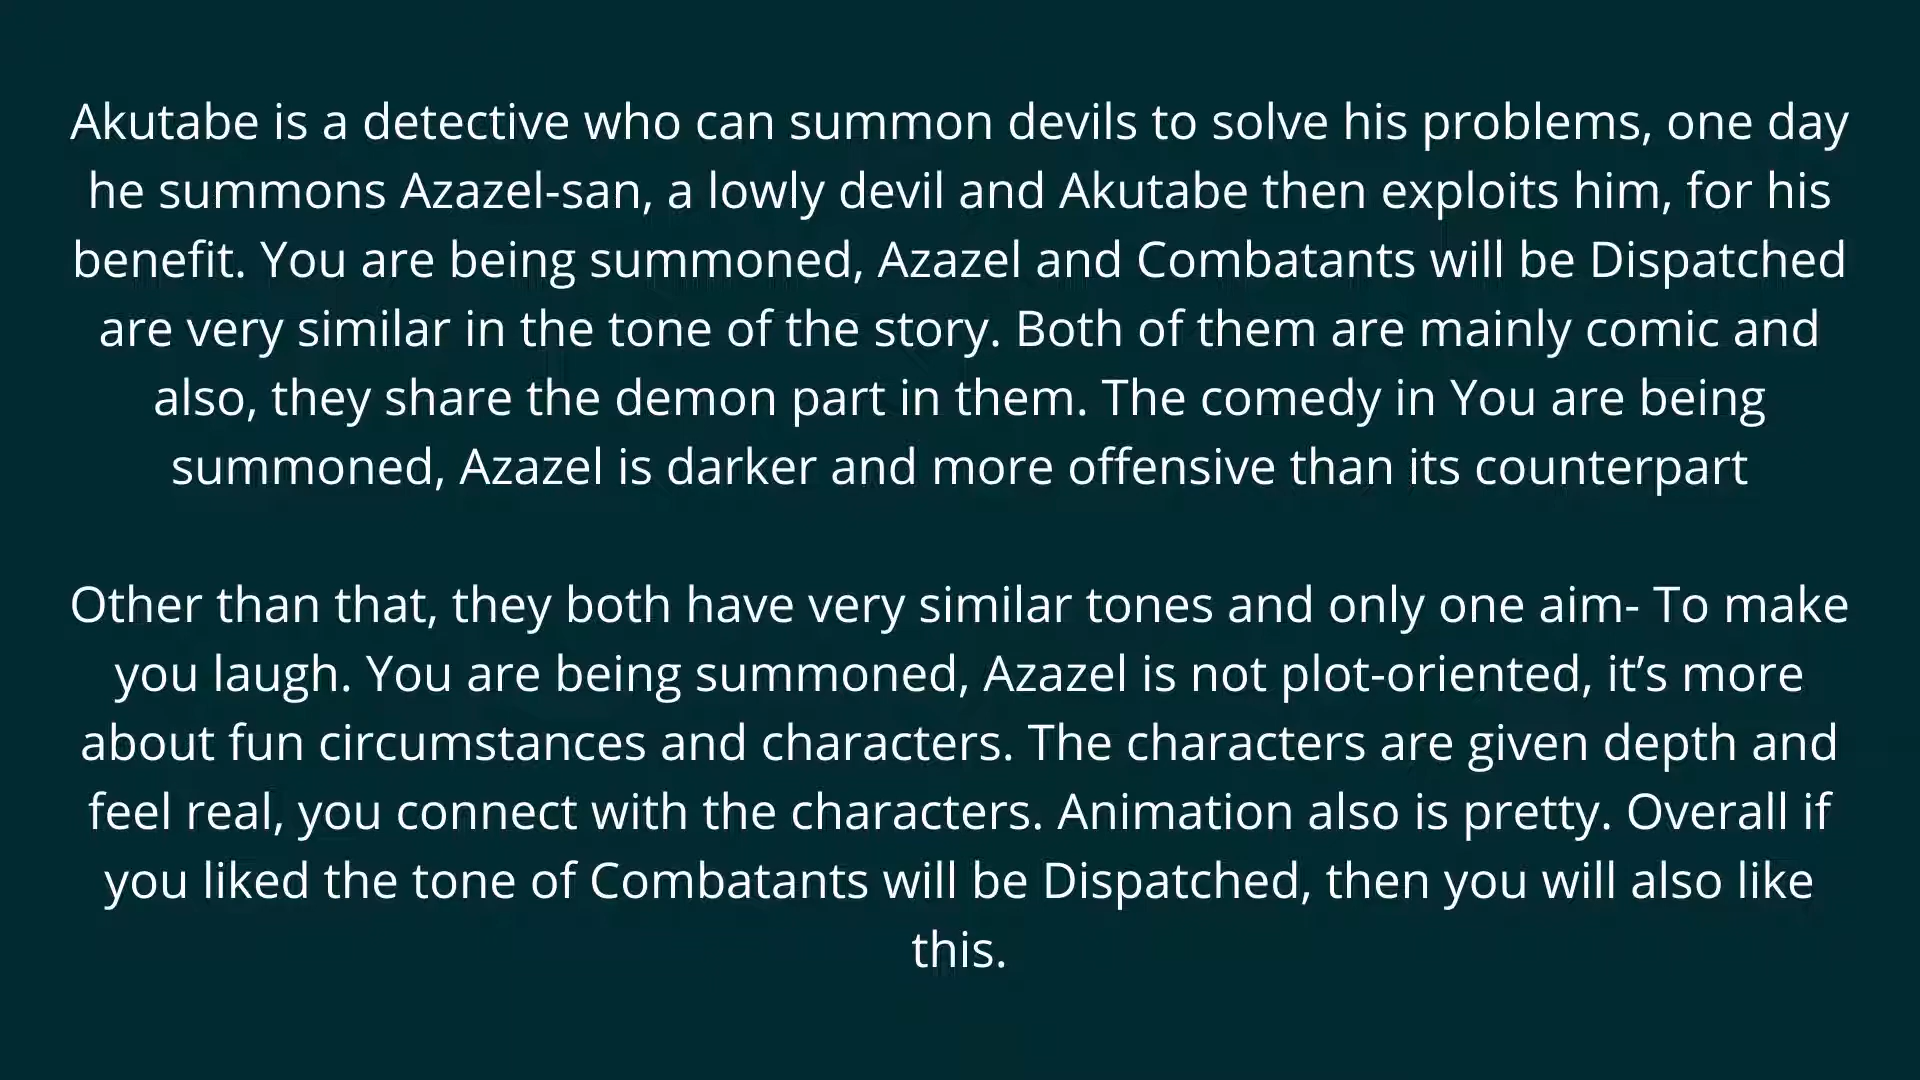 Akutabe is a detective who can summon devils to solve his problems, one day
he summons Azazel-san, a lowly devil and Akutabe then exploits him, for his
benefit. You are being summoned, Azazel and Combatants will be Dispatched
are very similar in the tone of the story. Both of them are mainly comic and
also, they share the demon part in them. The comedy in You are being
summoned, Azazel is darker and more offensive than its counterpart
Other than that, they both have very similar tones and only one aim- To make
you laugh. You are being summoned, Azazel is not plot-oriented, it’s more
about fun circumstances and characters. The characters are given depth and
feel real, you connect with the characters. Animation also is pretty. Overall if
you liked the tone of Combatants will be Dispatched, then you will also like
this.